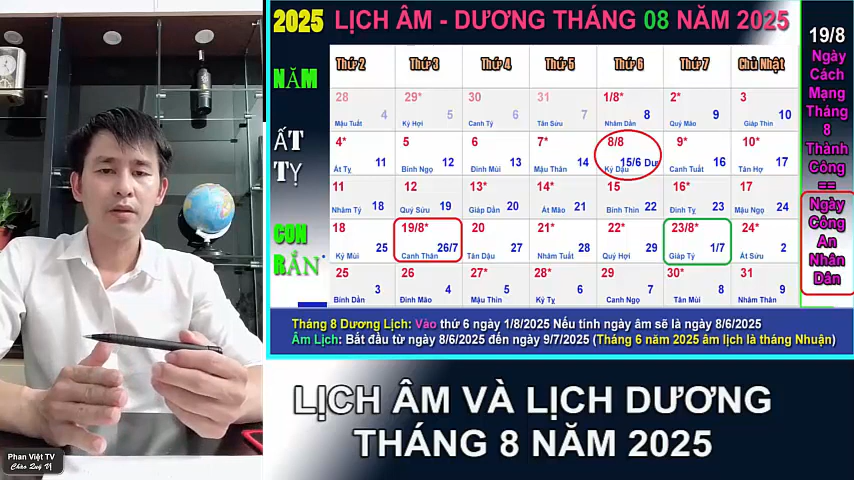 2025 LỊCH ÂM - DƯƠNG THÁNG 08 NĂM 2025
NĂM
ẤT
TỴ
CON
RẮN
Thứ 2 Thứ 3 Thứ 4 Thứ 5 Thứ 6 Thứ 7 Chủ Nhật
28 29* 30 31 1/8* 2* 3
4 5 6 7 8 9 10
Mậu Tuất Kỷ Hợi Canh Tý Tân Sửu Nhâm Dần Quý Mão Giáp Thìn
4* 5 6 7* 8/8 9* 10*
11 12 13 14 15/6 Dư 16 17
Ất Tỵ Bính Ngọ Đinh Mùi Mậu Thân Kỷ Dậu Canh Tuất Tân Hợi
11 12 13* 14* 15 16* 17
18 19 20 21 22 23 24
Nhâm Tý Quý Sửu Giáp Dần Ất Mão Bính Thìn Đinh Tỵ Mậu Ngọ
18 19/8* 20 21* 22* 23/8* 24*
25 26/7 27 28 29 1/7 2
Kỷ Mùi Canh Thân Tân Dậu Nhâm Tuất Quý Hợi Giáp Tý Ất Sửu
25 26 27* 28* 29 30* 31
3 4 5 6 7 8 9
Bính Dần Đinh Mão Mậu Thìn Kỷ Tỵ Canh Ngọ Tân Mùi Nhâm Thân
19/8
Ngày
Cách
Mạng
Tháng
8
Thành
Công
==
Ngày
Công
An
Nhân
Dân
Tháng 8 Dương Lịch: Vào thứ 6 ngày 1/8/2025 Nếu tính ngày âm sẽ là ngày 8/6/2025
Âm Lịch: Bắt đầu từ ngày 8/6/2025 đến ngày 9/7/2025 (Tháng 6 năm 2025 âm lịch là tháng Nhuận)
LỊCH ÂM VÀ LỊCH DƯƠNG
THÁNG 8 NĂM 2025
Phan Việt TV
Chào Quý Vị